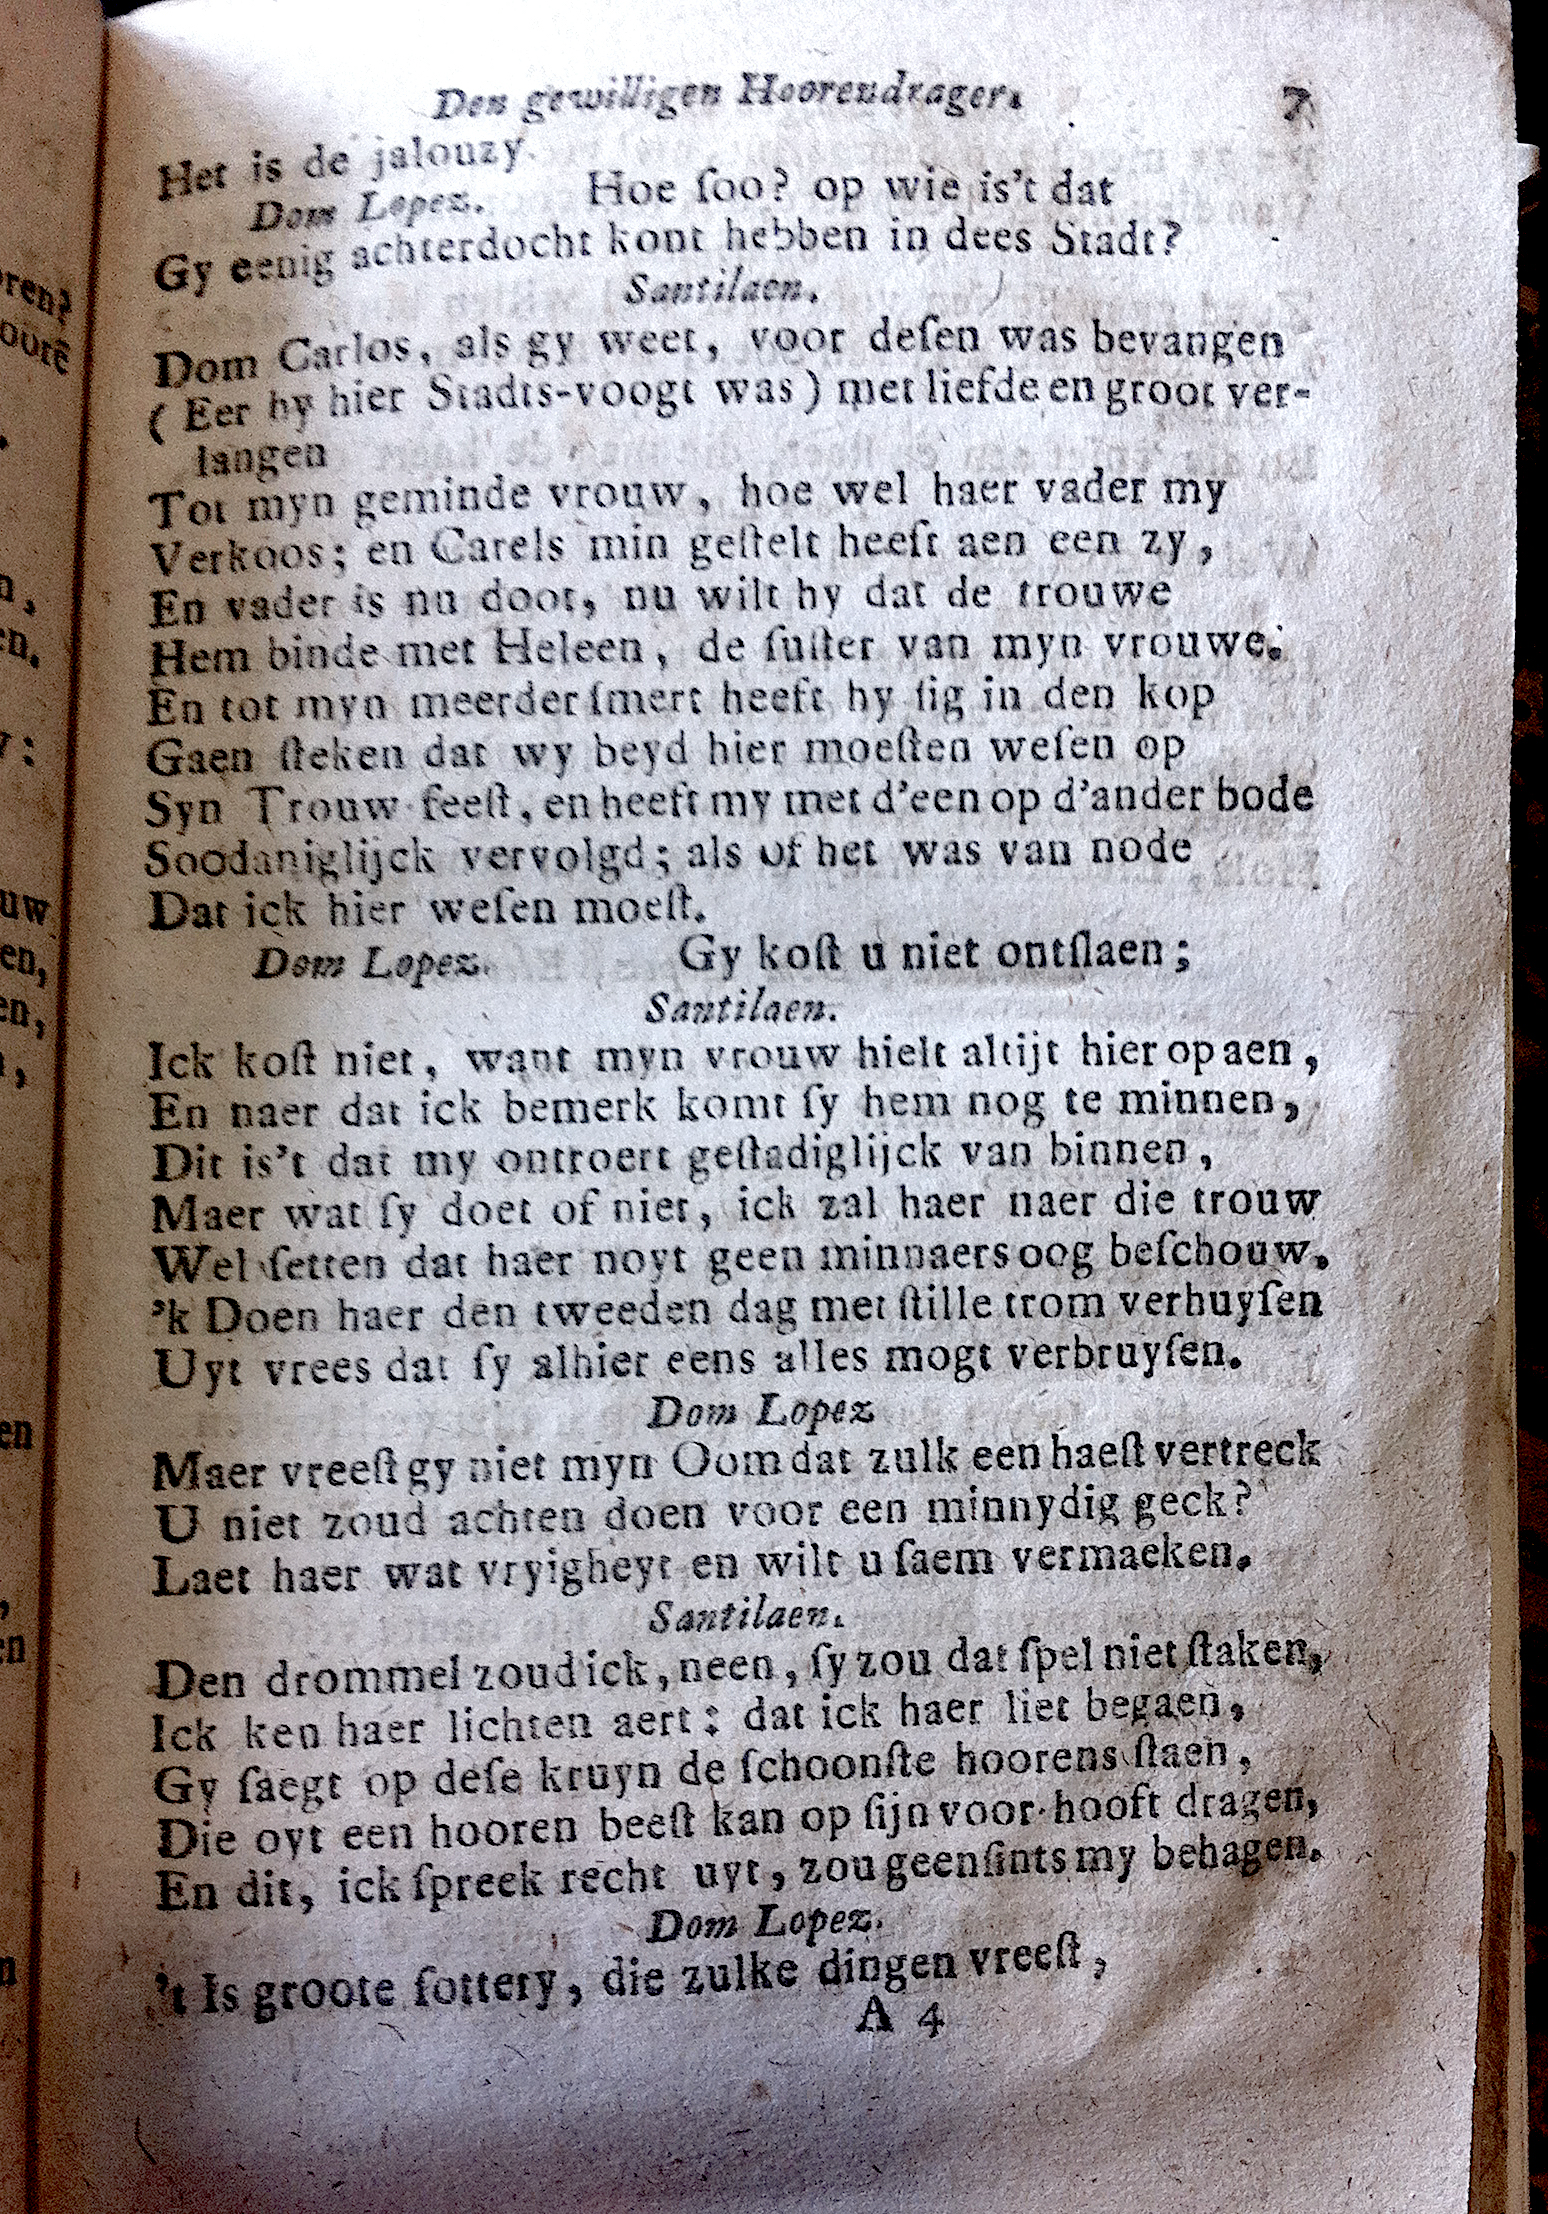 Den gewilligen Hoorendrager. 7
Het is de jalouzy.
Dom Lopez. Hoe ſoo? op wie is't dat
Gy eenig achterdocht kont hebben in dees Stadt?
Santilaen.
Dom Carlos, als gy weet, voor deſen was bevangen
( Eer hy hier Stadts-voogt was ) met liefde en groot ver-
langen
Tot myn geminde vrouw, hoe wel haer vader my
Verkoos; en Carels min geſtelt heeft aen een zy,
En vader is nu doot, nu wilt hy dat de trouwe
Hem binde met Heleen, de ſuſter van myn vrouwe.
En tot myn meerder ſmert heeft hy ſig in den kop
Gaen ſteken dat wy beyd hier moeſten weſen op
Syn Trouw-feeſt, en heeft my met d'een op d'ander bode
Soodaniglijck vervolgd; als of het was van node
Dat ick hier weſen moeſt.
Dom Lopez. Gy koſt u niet ontſlaen;
Santilaen.
Ick koſt niet, want myn vrouw hielt altijt hier op aen,
En naer dat ick bemerk komt ſy hem nog te minnen,
Dit is't dat my ontroert geſtadiglijck van binnen,
Maer wat ſy doet of niet, ick zal haer naer die trouw
Wel ſetten dat haer noyt geen minnaers oog beſchouw.
'k Doen haer den tweeden dag met ſtille trom verhuyſen
Uyt vrees dat ſy alhier eens alles mogt verbruyſen.
Dom Lopez
Maer vreeſt gy niet myn Oom dat zulk een haeſt vertreck
U niet zoud achten doen voor een minnydig geck?
Laet haer wat vryigheyt en wilt u ſaem vermaeken.
Santilaen.
Den drommel zoud ick, neen, ſy zou dat ſpel niet ſtaken,
Ick ken haer lichten aert: dat ick haer liet begaen,
Gy ſaegt op deſe kruyn de ſchoonſte hoorens ſtaen,
Die oyt een hooren beeſt kan op ſijn voor-hooft dragen,
En dit, ick ſpreek recht uyt, zou geenſints my behagen.
Dom Lopez.
't Is groote ſottery, die zulke dingen vreeſt,
A 4